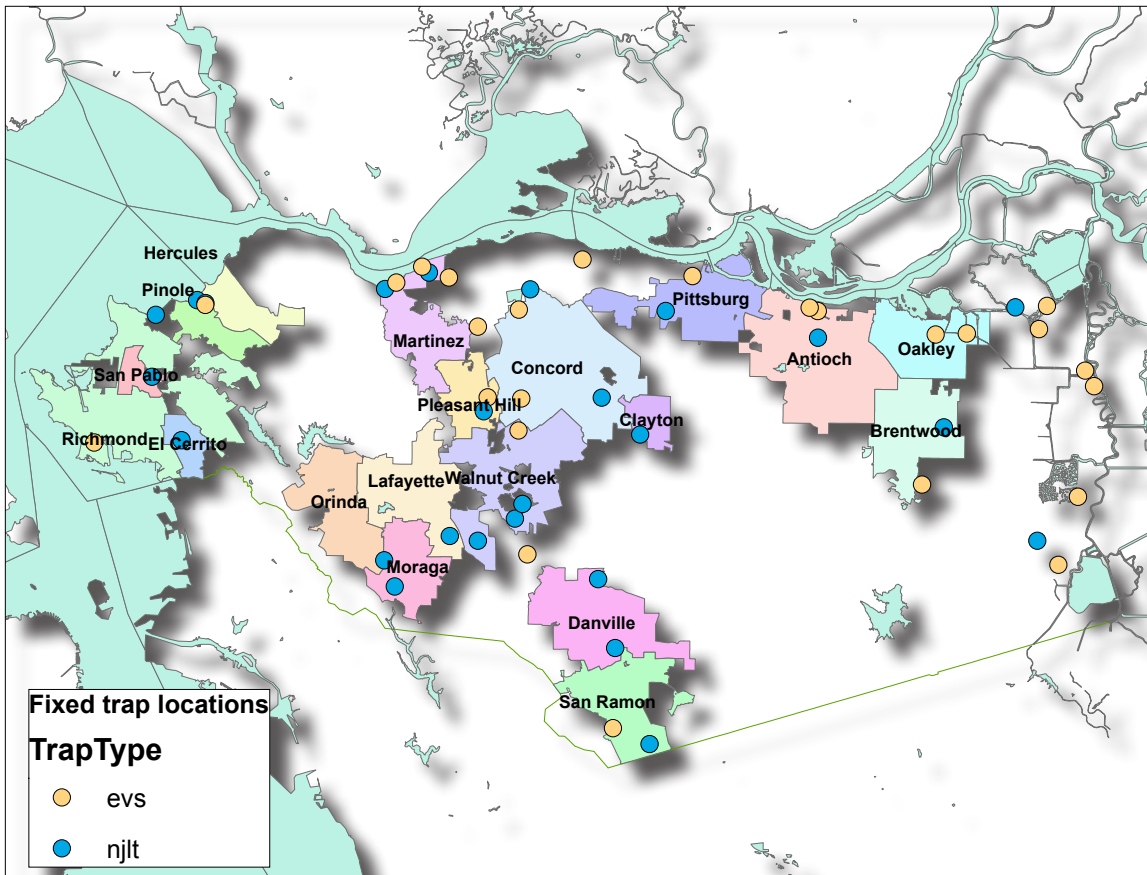 Hercules
Pinole
Pittsburg
Martinez
Oakley
Antioch
Concord
San Pablo
Pleasant Hill
Clayton
Brentwood
Richmond
El Cerrito
Lafayette
Walnut Creek
Orinda
Moraga
Danville
San Ramon
Fixed trap locations
TrapType
evs
njlt